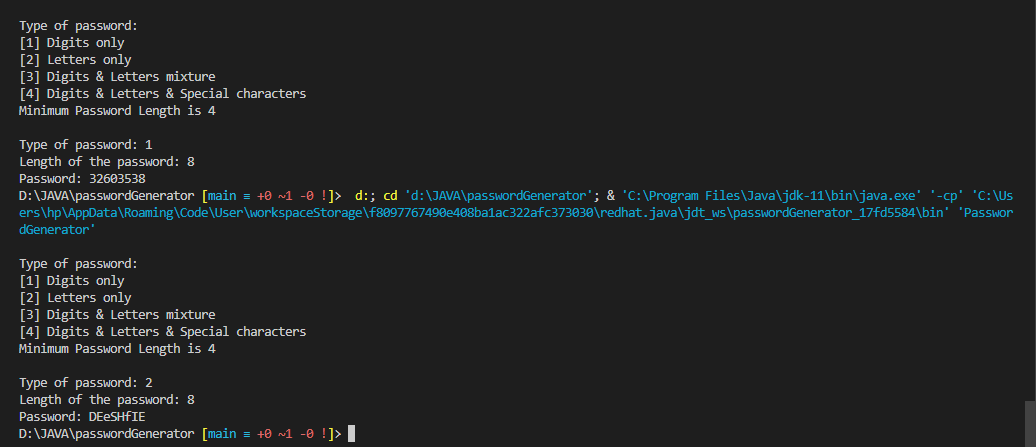 Type of password:
[1] Digits only
[2] Letters only
[3] Digits & Letters mixture
[4] Digits & Letters & Special characters
Minimum Password Length is 4
Type of password: 1
Length of the password: 8
Password: 32603538
D:\JAVA\passwordGenerator [main ≡ +0 ~1 -0 !]>  d:; cd 'd:\JAVA\passwordGenerator'; & 'C:\Program Files\Java\jdk-11\bin\java.exe' '-cp' 'C:\Us
ers\hp\AppData\Roaming\Code\User\workspaceStorage\f8097767490e408ba1ac322afc373030\redhat.java\jdt_ws\passwordGenerator_17fd5584\bin' 'Passwor
dGenerator'
Type of password:
[1] Digits only
[2] Letters only
[3] Digits & Letters mixture
[4] Digits & Letters & Special characters
Minimum Password Length is 4
Type of password: 2
Length of the password: 8
Password: DEeSHfIE
D:\JAVA\passwordGenerator [main ≡ +0 ~1 -0 !]>